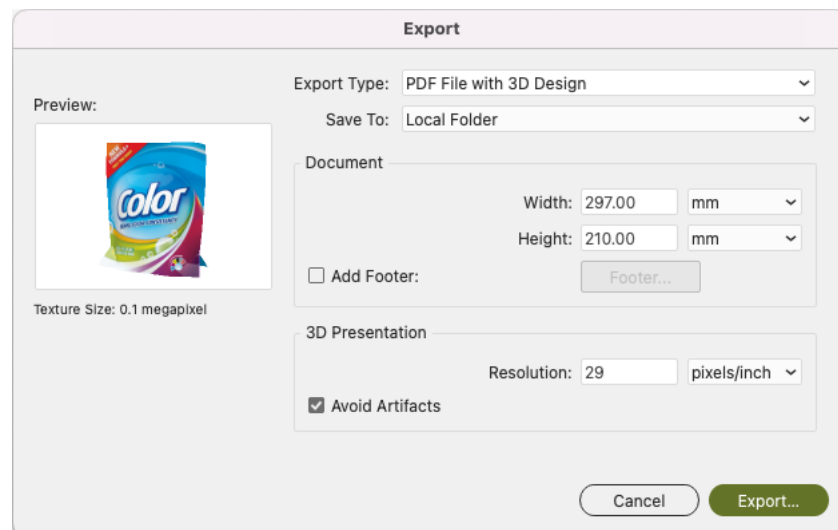 Export
Export Type: PDF File with 3D Design
Preview:
Save To: Local Folder
NEW
Color
Document
Width: 297.00 mm
Height: 210.00 mm
Add Footer: Footer...
Texture Size: 0.1 megapixel
3D Presentation
Resolution: 29 pixels/inch
Avoid Artifacts
Cancel Export...